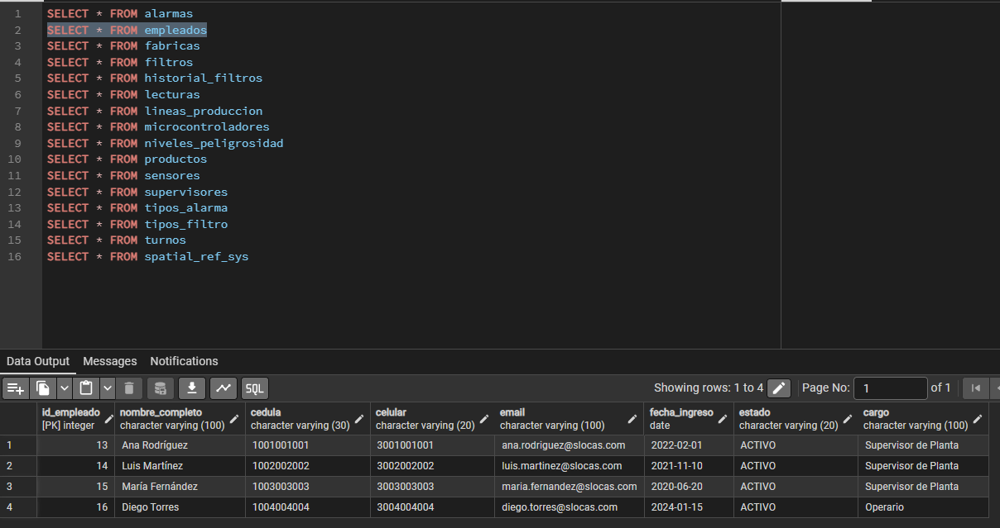 1 SELECT * FROM alarmas
2 SELECT * FROM empleados
3 SELECT * FROM fabricas
4 SELECT * FROM filtros
5 SELECT * FROM historial_filtros
6 SELECT * FROM lecturas
7 SELECT * FROM lineas_produccion
8 SELECT * FROM microcontroladores
9 SELECT * FROM niveles_peligrosidad
10 SELECT * FROM productos
11 SELECT * FROM sensores
12 SELECT * FROM supervisores
13 SELECT * FROM tipos_alarma
14 SELECT * FROM tipos_filtro
15 SELECT * FROM turnos
16 SELECT * FROM spatial_ref_sys
Data Output Messages Notifications
SQL Showing rows: 1 to 4 Page No: 1 of 1
id_empleado nombre_completo cedula celular email fecha_ingreso estado cargo
[PK] integer character varying (100) character varying (30) character varying (20) character varying (100) date character varying (20) character varying (100)
1 13 Ana Rodríguez 1001001001 3001001001 ana.rodriguez@slocas.com 2022-02-01 ACTIVO Supervisor de Planta
2 14 Luis Martínez 1002002002 3002002002 luis.martinez@slocas.com 2021-11-10 ACTIVO Supervisor de Planta
3 15 María Fernández 1003003003 3003003003 maria.fernandez@slocas.com 2020-06-20 ACTIVO Supervisor de Planta
4 16 Diego Torres 1004004004 3004004004 diego.torres@slocas.com 2024-01-15 ACTIVO Operario